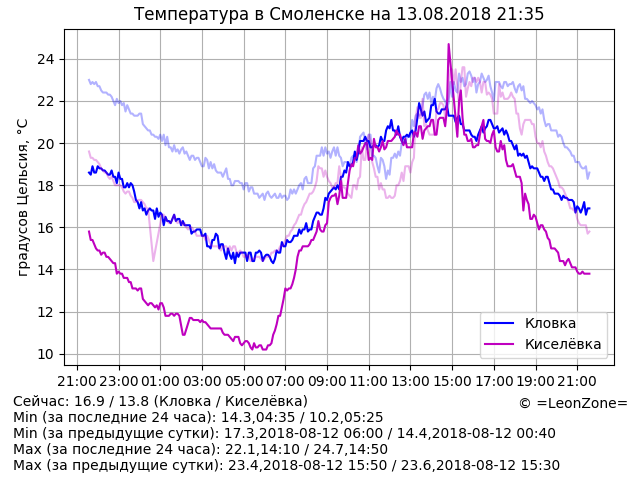 Температура в Смоленске на 13.08.2018 21:35
градусов Цельсия, °C
24
22
20
18
16
14
12
10
Кловка
Киселёвка
21:00 23:00 01:00 03:00 05:00 07:00 09:00 11:00 13:00 15:00 17:00 19:00 21:00
Сейчас: 16.9 / 13.8 (Кловка / Киселёвка)
© =LeonZone=
Min (за последние 24 часа): 14.3,04:35 / 10.2,05:25
Min (за предыдущие сутки): 17.3,2018-08-12 06:00 / 14.4,2018-08-12 00:40
Max (за последние 24 часа): 22.1,14:10 / 24.7,14:50
Max (за предыдущие сутки): 23.4,2018-08-12 15:50 / 23.6,2018-08-12 15:30